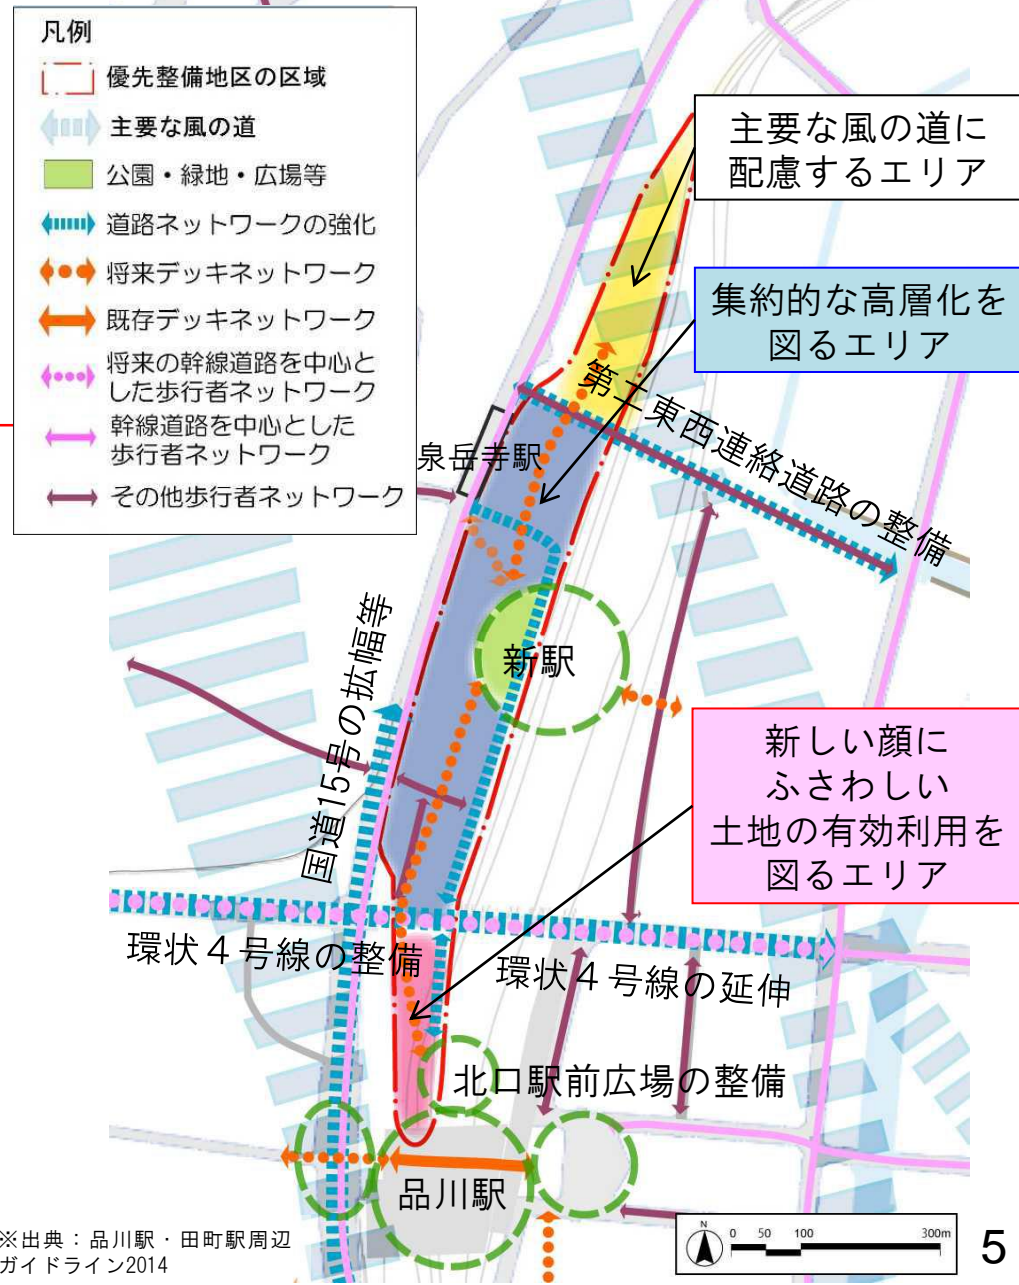 凡例
優先整備地区の区域
主要な風の道
公園・緑地・広場等
道路ネットワークの強化
将来デッキネットワーク
既存デッキネットワーク
将来の幹線道路を中心と
した歩行者ネットワーク
幹線道路を中心とした
歩行者ネットワーク
その他歩行者ネットワーク
主要な風の道に
配慮するエリア
集約的な高層化を
図るエリア
第二東西連絡道路の整備
泉岳寺駅
新駅
国道15号の拡幅等
新しい顔に
ふさわしい
土地の有効利用を
図るエリア
環状４号線の整備
環状４号線の延伸
北口駅前広場の整備
品川駅
※出典：品川駅・田町駅周辺
ガイドライン2014
N
0 50 100 300m
5